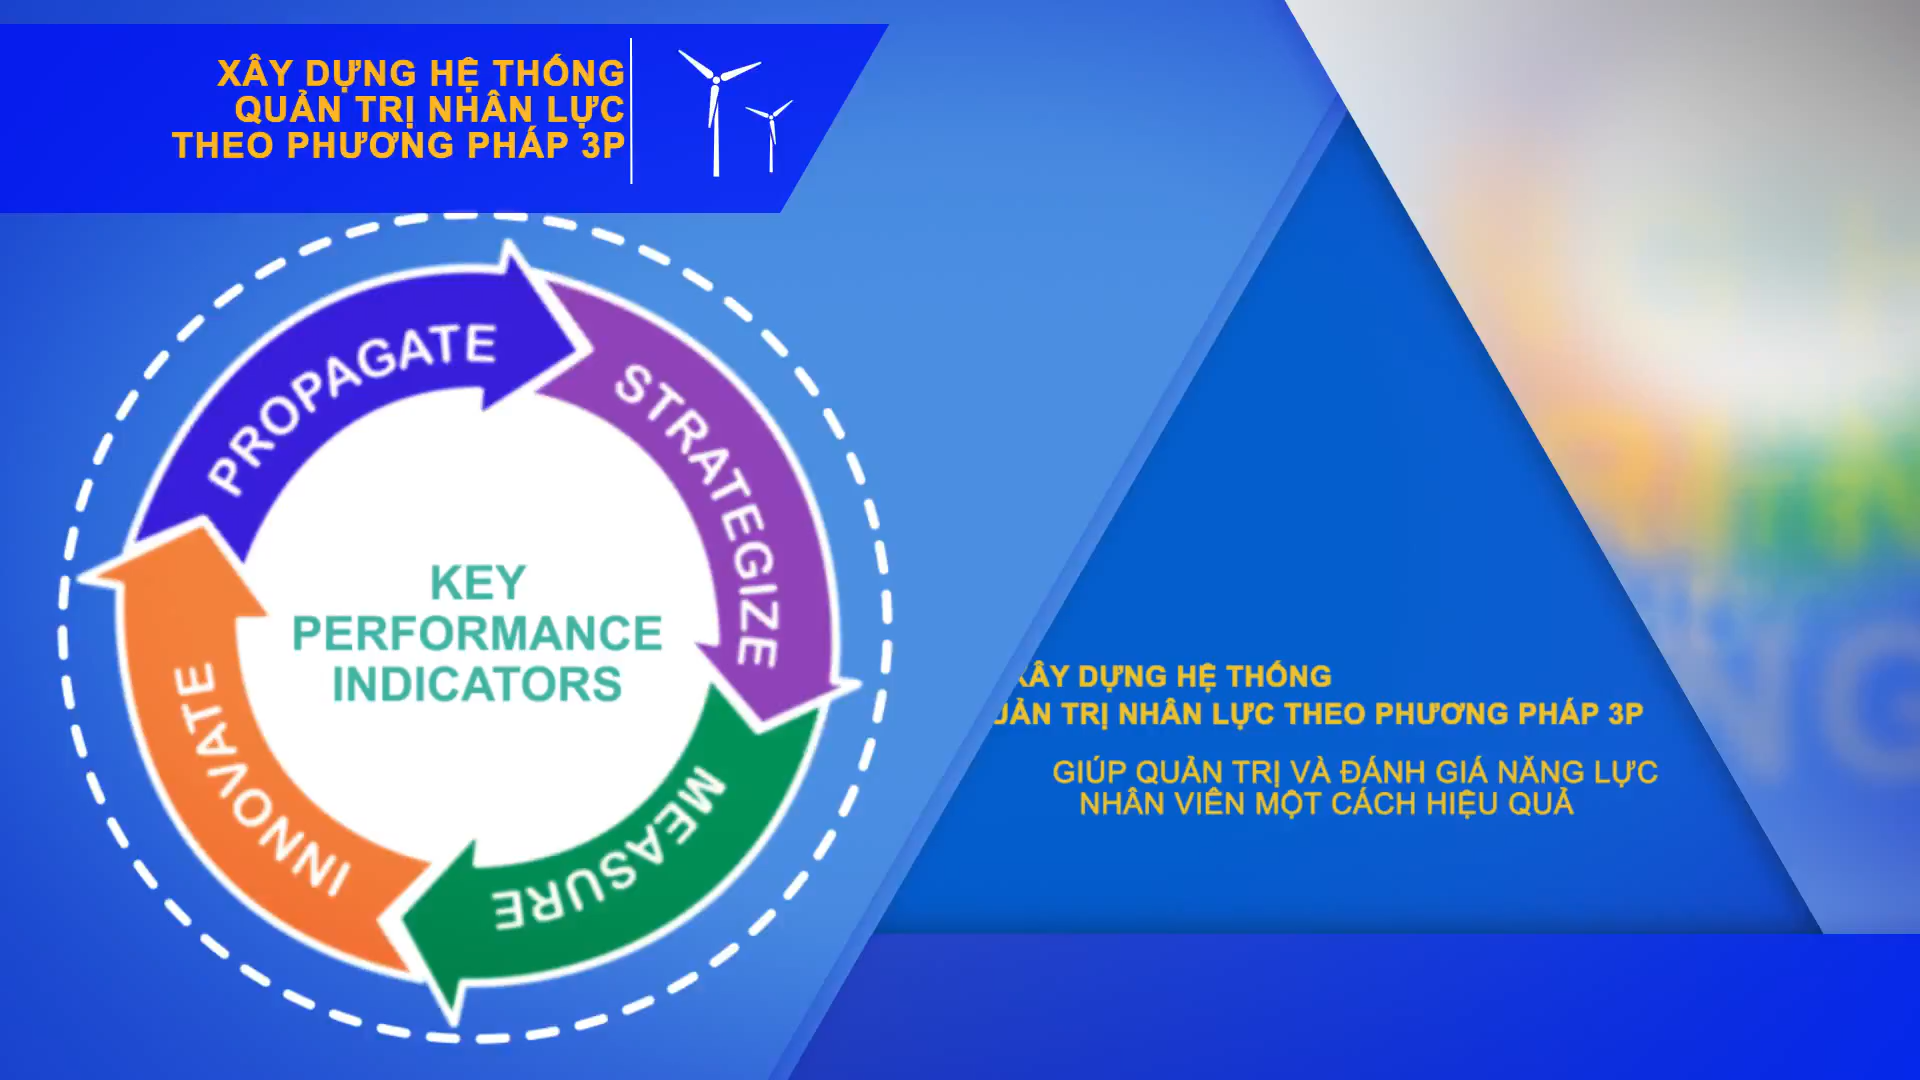 XÂY DỰNG HỆ THỐNG
QUẢN TRỊ NHÂN LỰC
THEO PHƯƠNG PHÁP 3P
PROPAGATE
STRATEGIZE
KEY
PERFORMANCE
INDICATORS
INNOVATE
MEASURE
XÂY DỰNG HỆ THỐNG
UẢN TRỊ NHÂN LỰC THEO PHƯƠNG PHÁP 3P
GIÚP QUẢN TRỊ VÀ ĐÁNH GIÁ NĂNG LỰC
NHÂN VIÊN MỘT CÁCH HIỆU QUẢ